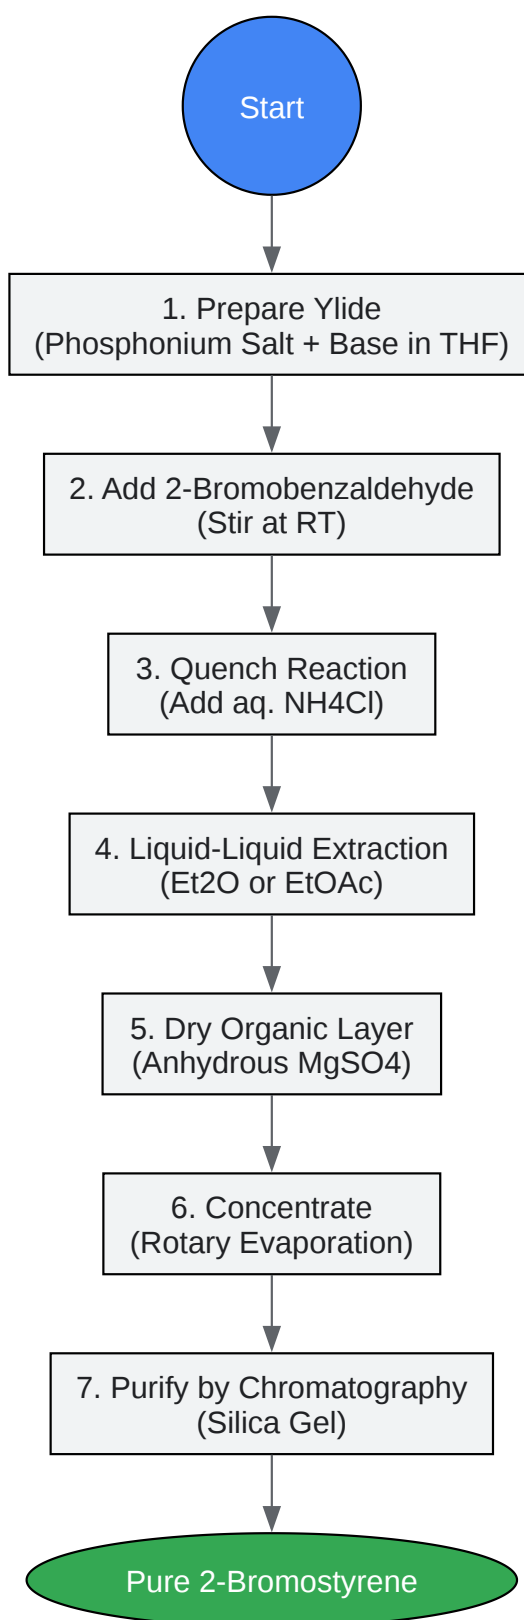 Start
1. Prepare Ylide
(Phosphonium Salt + Base in THF)
2. Add 2-Bromobenzaldehyde
(Stir at RT)
3. Quench Reaction
(Add aq. NH4Cl)
4. Liquid-Liquid Extraction
(Et2O or EtOAc)
5. Dry Organic Layer
(Anhydrous MgSO4)
6. Concentrate
(Rotary Evaporation)
7. Purify by Chromatography
(Silica Gel)
Pure 2-Bromostyrene